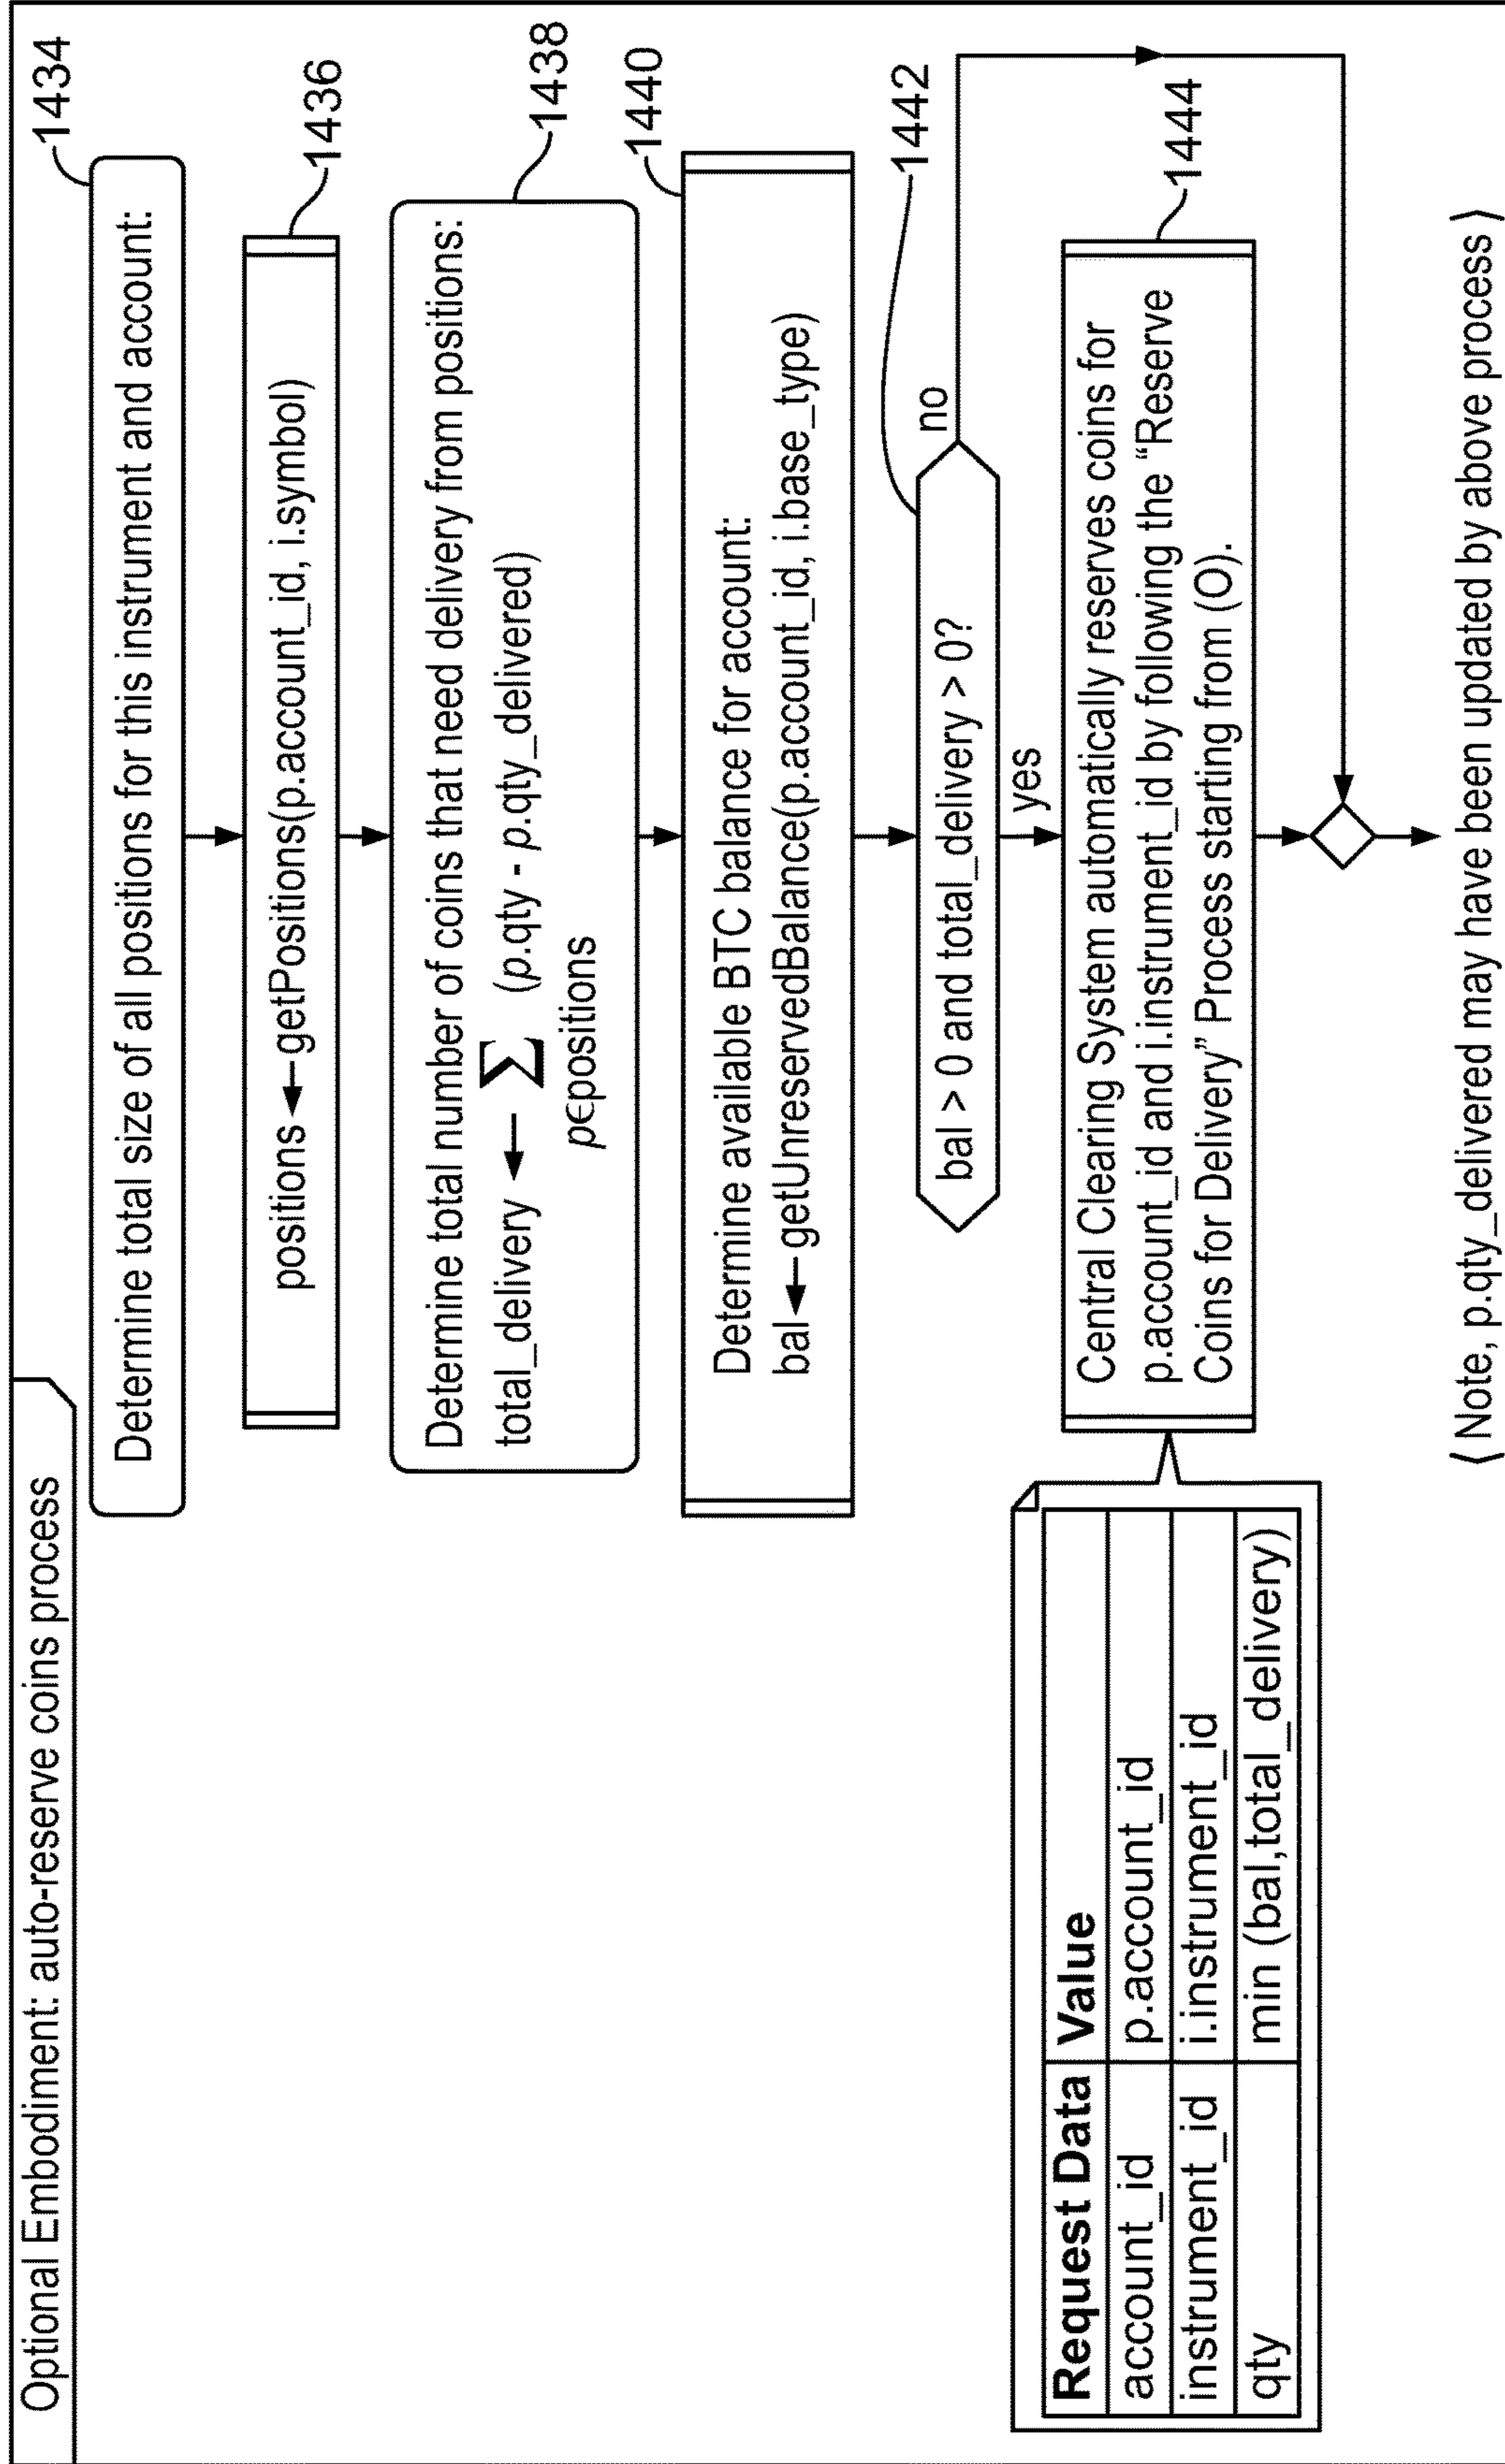 Optional Embodiment: auto-reserve coins process
1434
Determine total size of all positions for this instrument and account:
1436
positions ←getPositions(p.account_id, i.symbol)
1438
Determine total number of coins that need delivery from positions:
total_delivery ← ∑ (p.qty - p.qty_delivered)
p∈positions
1440
Determine available BTC balance for account:
bal←getUnreservedBalance(p.account_id, i.base_type)
1442
bal > 0 and total_delivery > 0?
no
yes
1444
Central Clearing System automatically reserves coins for
p.account_id and i.instrument_id by following the “Reserve
Coins for Delivery” Process starting from (O).
Request Data Value
account_id p.account_id
instrument_id i.instrument_id
qty min (bal,total_delivery)
(Note, p.qty_delivered may have been updated by above process)